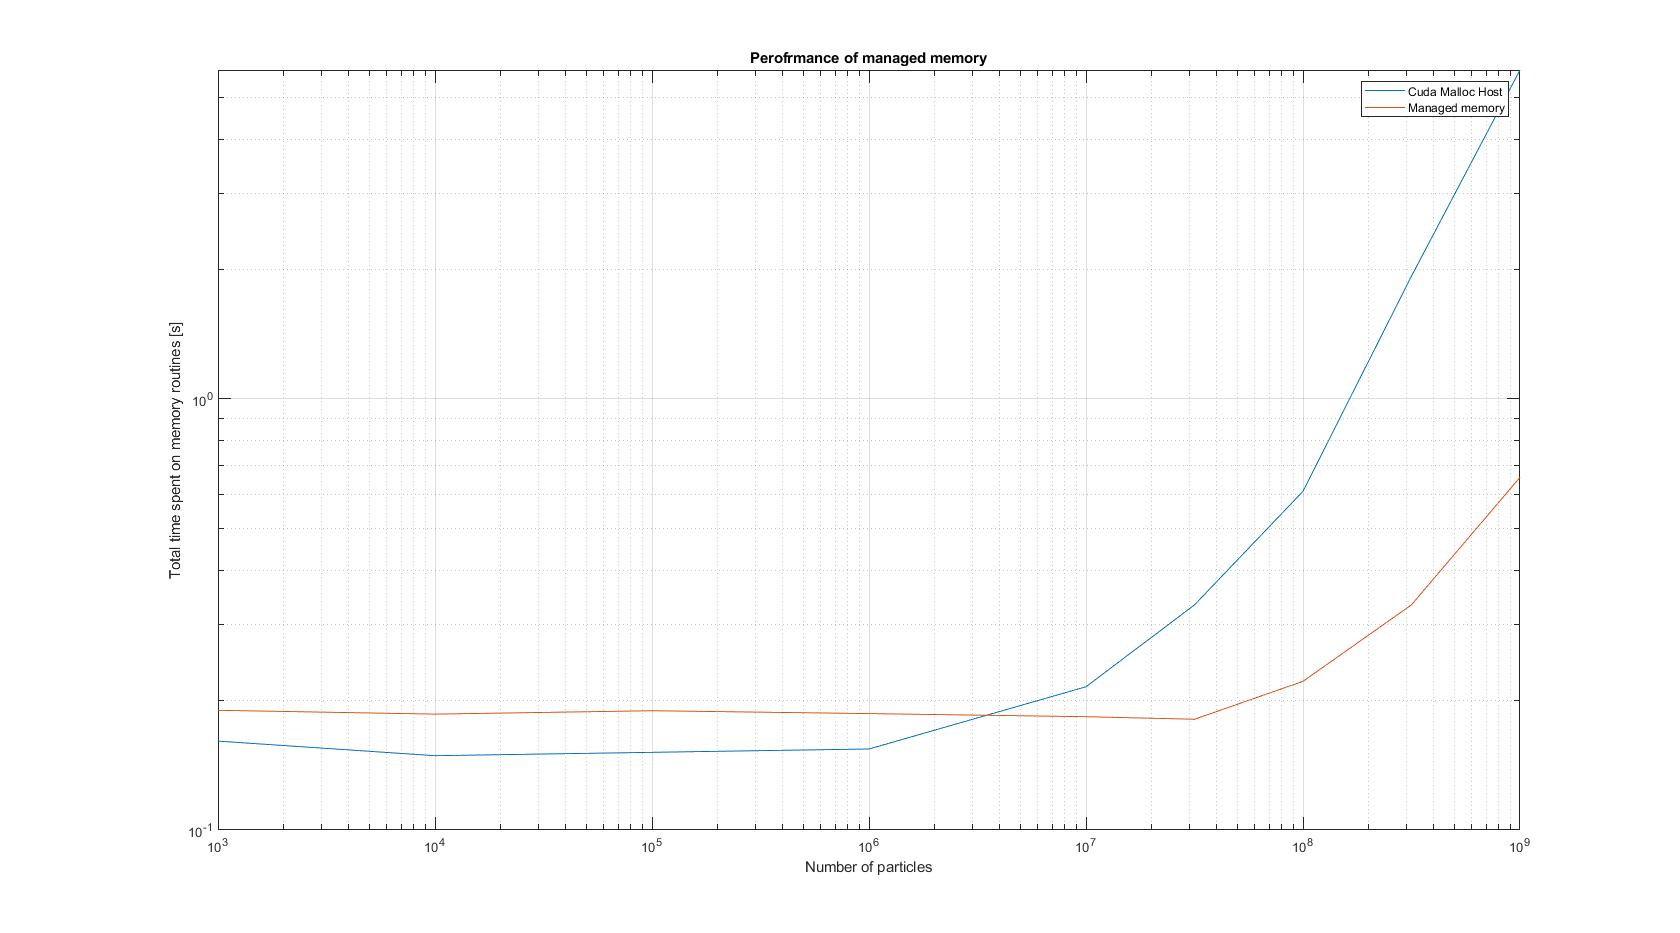 Perofrmance of managed memory
Cuda Malloc Host
Managed memory
Total time spent on memory routines [s]
10^0
10^-1
10^3 10^4 10^5 10^6 10^7 10^8 10^9
Number of particles